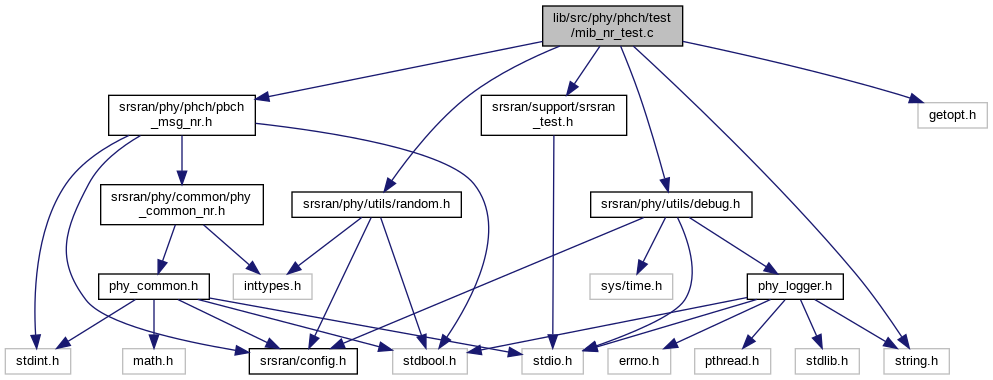 lib/src/phy/phch/test
/mib_nr_test.c
srsran/phy/phch/pbch
_msg_nr.h
srsran/support/srsran
_test.h
getopt.h
srsran/phy/common/phy
_common_nr.h
srsran/phy/utils/random.h
srsran/phy/utils/debug.h
phy_common.h
inttypes.h
sys/time.h
phy_logger.h
stdint.h
math.h
srsran/config.h
stdbool.h
stdio.h
errno.h
pthread.h
stdlib.h
string.h